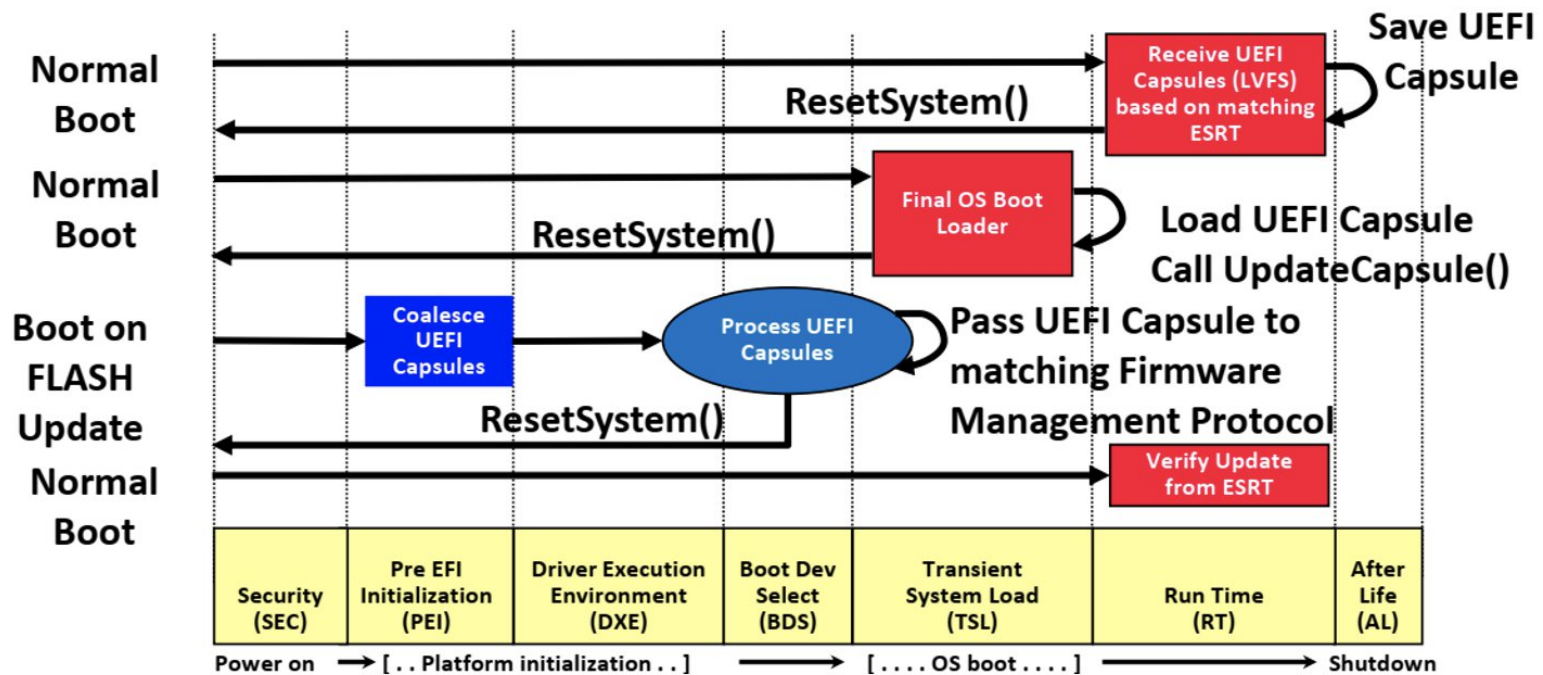 Normal
Boot
ResetSystem()
Receive UEFI
Capsules (LVFS)
based on matching
ESRT
Save UEFI
Capsule
Normal
Boot
ResetSystem()
Final OS Boot
Loader
Load UEFI Capsule
Call UpdateCapsule()
Boot on
FLASH
Update
Coalesce
UEFI
Capsules
Process UEFI
Capsules
Pass UEFI Capsule to
matching Firmware
Management Protocol
ResetSystem()
Normal
Boot
Verify Update
from ESRT
Security
(SEC)
Pre EFI
Initialization
(PEI)
Driver Execution
Environment
(DXE)
Boot Dev
Select
(BDS)
Transient
System Load
(TSL)
Run Time
(RT)
After
Life
(AL)
Power on [ . . Platform initialization . . ] [ . . . . OS boot . . . . ] Shutdown